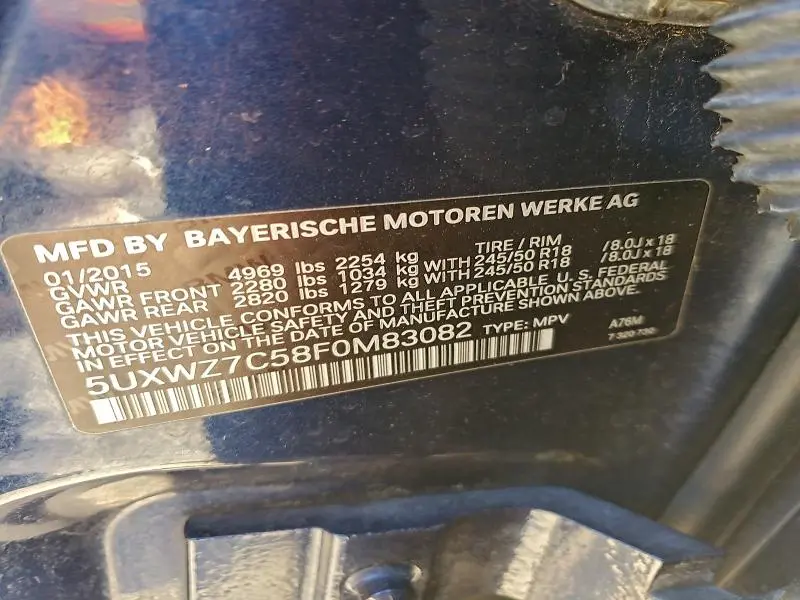 MFD BY BAYERISCHE MOTOREN WERKE AG
01/2015 TIRE / RIM
GVWR 4969 lbs 2254 kg
GAWR FRONT 2280 lbs 1034 kg WITH 245/50 R18 /8.0J x 18
GAWR REAR 2820 lbs 1279 kg WITH 245/50 R18 /8.0J x 18
THIS VEHICLE CONFORMS TO ALL APPLICABLE U.S. FEDERAL
MOTOR VEHICLE SAFETY AND THEFT PREVENTION STANDARDS
IN EFFECT ON THE DATE OF MANUFACTURE SHOWN ABOVE.
5UXWZ7C58F0M83082 TYPE: MPV A76M